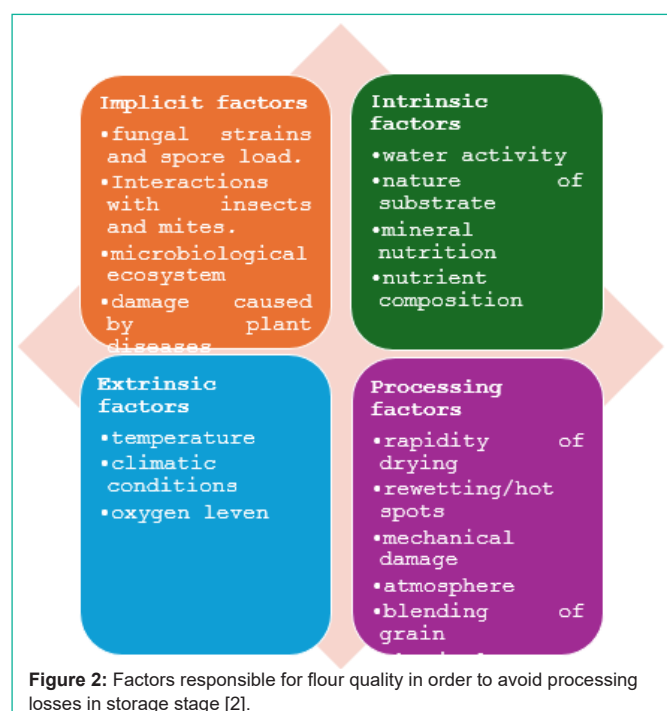 Implicit factors
•fungal strains
and spore load.
•Interactions
with insects
and mites.
•microbiological
ecosystem
•damage caused
by plant
diseases
Intrinsic
factors
•water activity
•nature of
substrate
•mineral
nutrition
•nutrient
composition
Extrinsic
factors
•temperature
•climatic
conditions
•oxygen leven
Processing
factors
•rapidity of
drying
•rewetting/hot
spots
•mechanical
damage
•atmosphere
•blending of
grain
Figure 2: Factors responsible for flour quality in order to avoid processing
losses in storage stage [2].